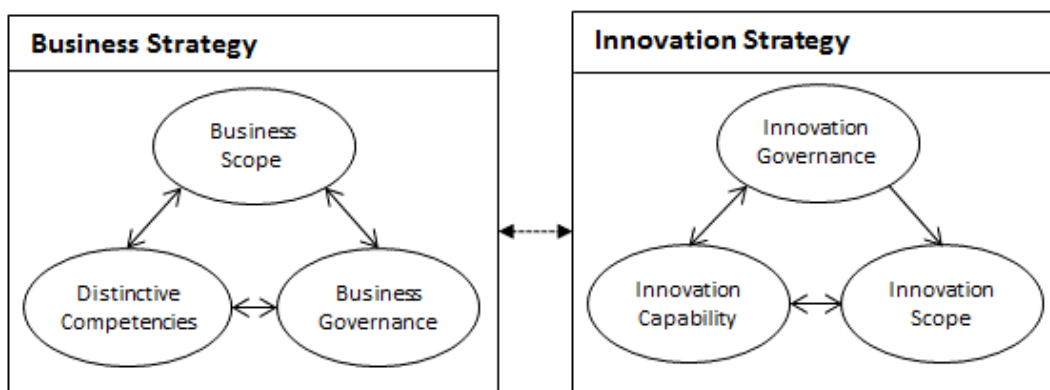 Business Strategy
Business
Scope
Distinctive
Competencies
Business
Governance
Innovation Strategy
Innovation
Governance
Innovation
Capability
Innovation
Scope